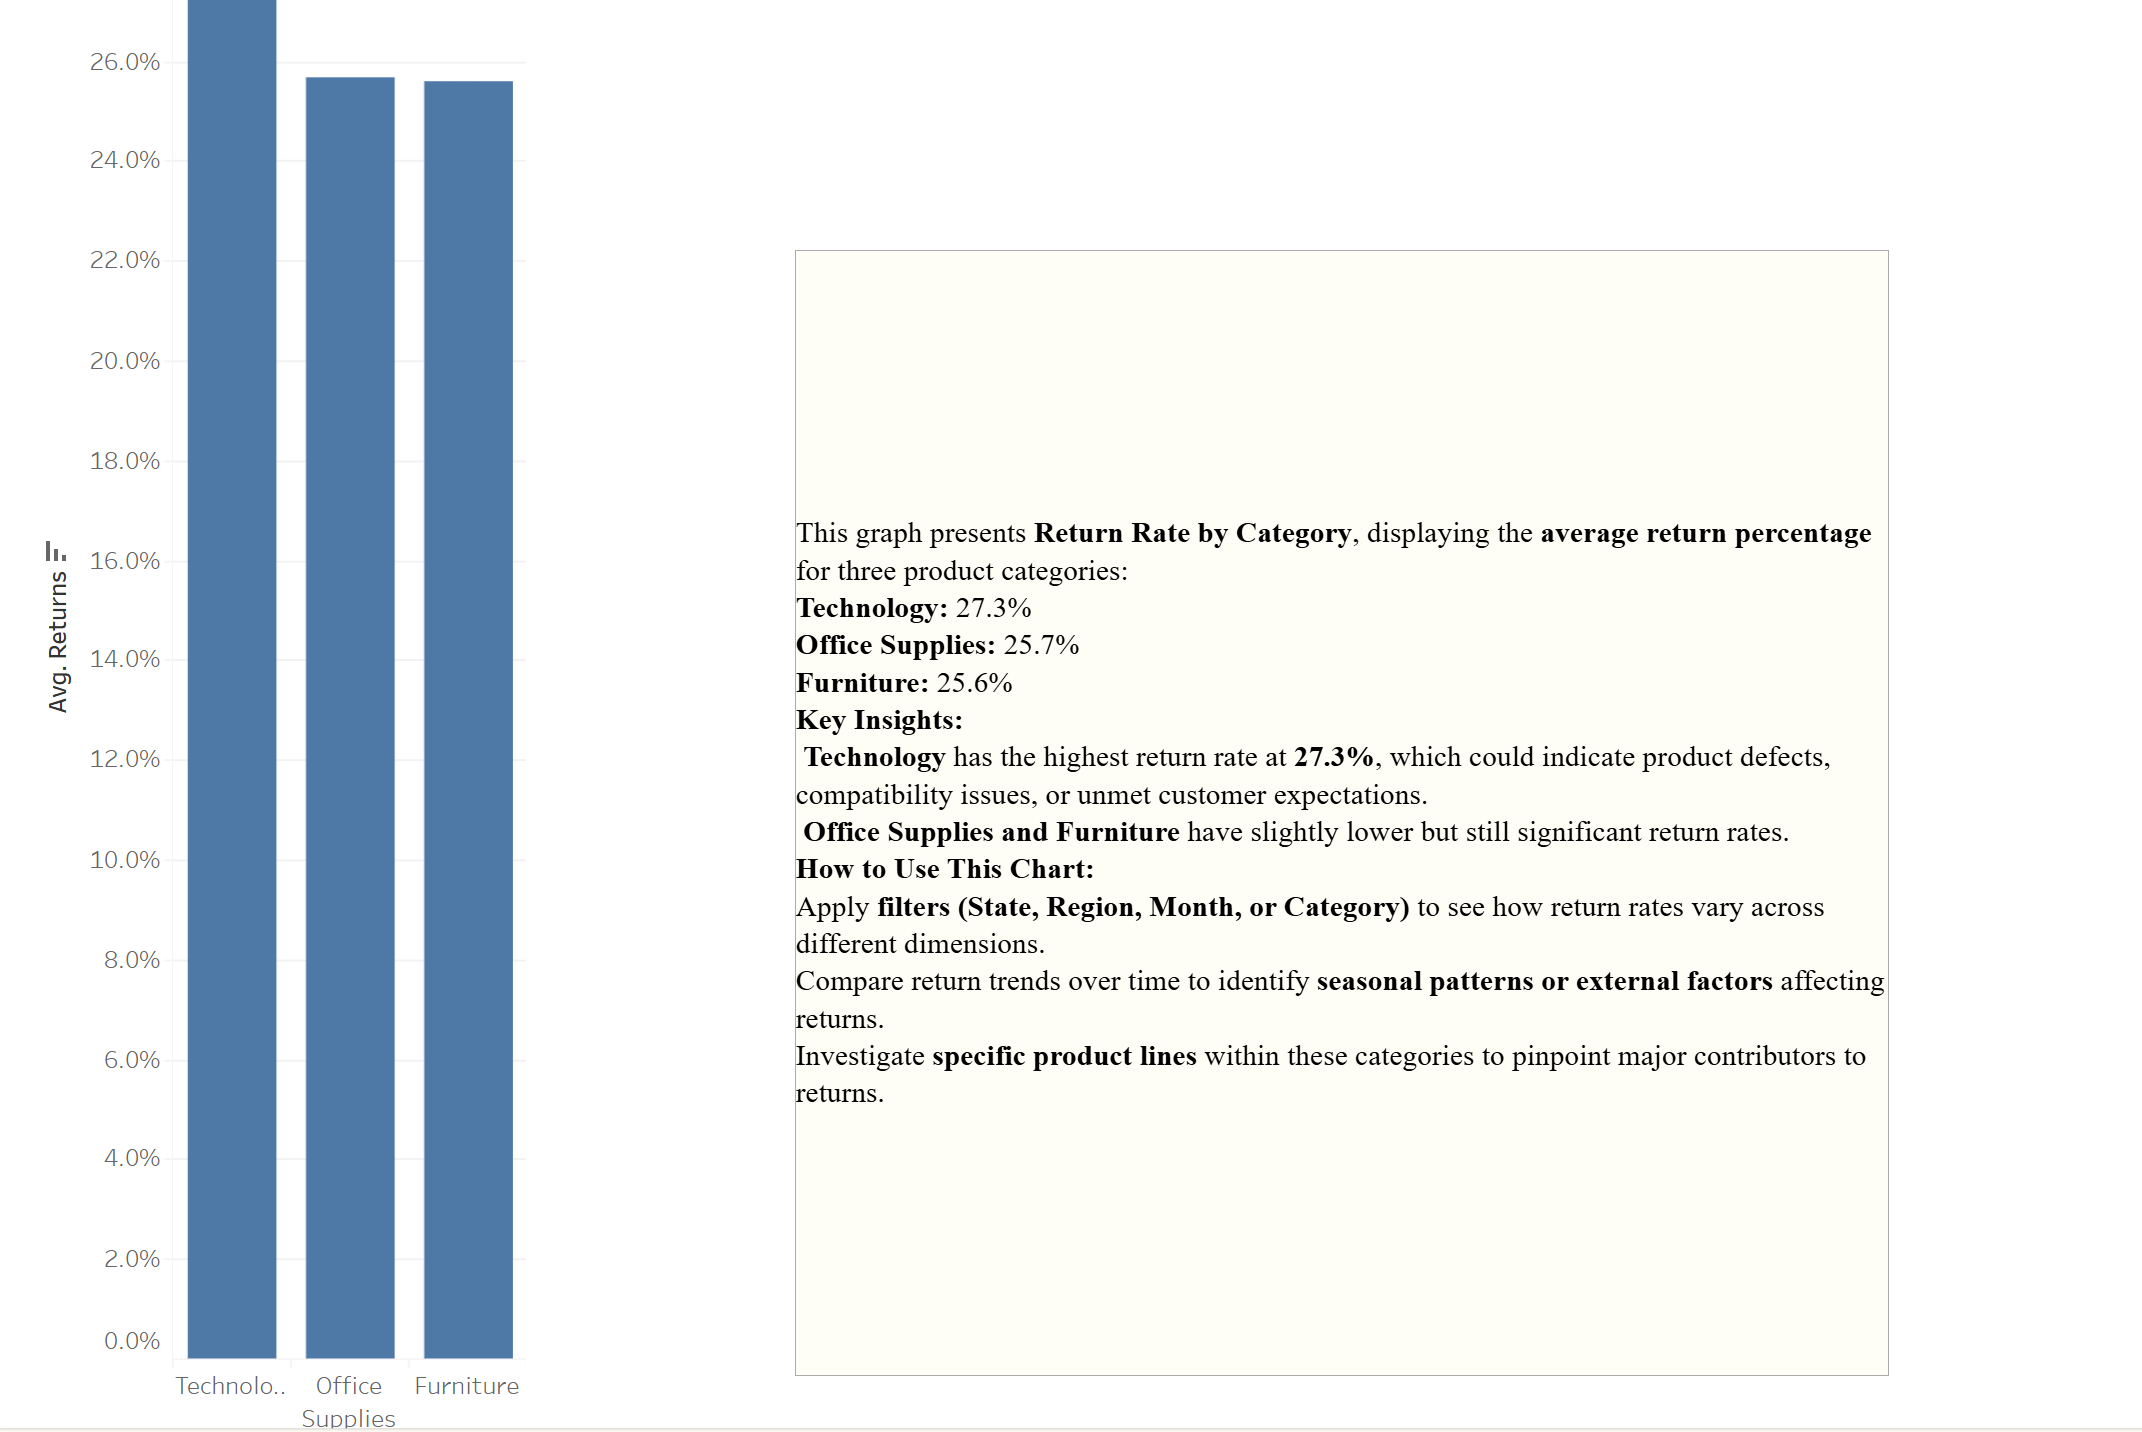 26.0%
24.0%
22.0%
20.0%
18.0%
16.0%
14.0%
12.0%
10.0%
8.0%
6.0%
4.0%
2.0%
0.0%
Avg. Returns
Technolo..
Office
Supplies
Furniture
This graph presents Return Rate by Category, displaying the average return percentage
for three product categories:
Technology: 27.3%
Office Supplies: 25.7%
Furniture: 25.6%
Key Insights:
Technology has the highest return rate at 27.3%, which could indicate product defects,
compatibility issues, or unmet customer expectations.
Office Supplies and Furniture have slightly lower but still significant return rates.
How to Use This Chart:
Apply filters (State, Region, Month, or Category) to see how return rates vary across
different dimensions.
Compare return trends over time to identify seasonal patterns or external factors affecting
returns.
Investigate specific product lines within these categories to pinpoint major contributors to
returns.